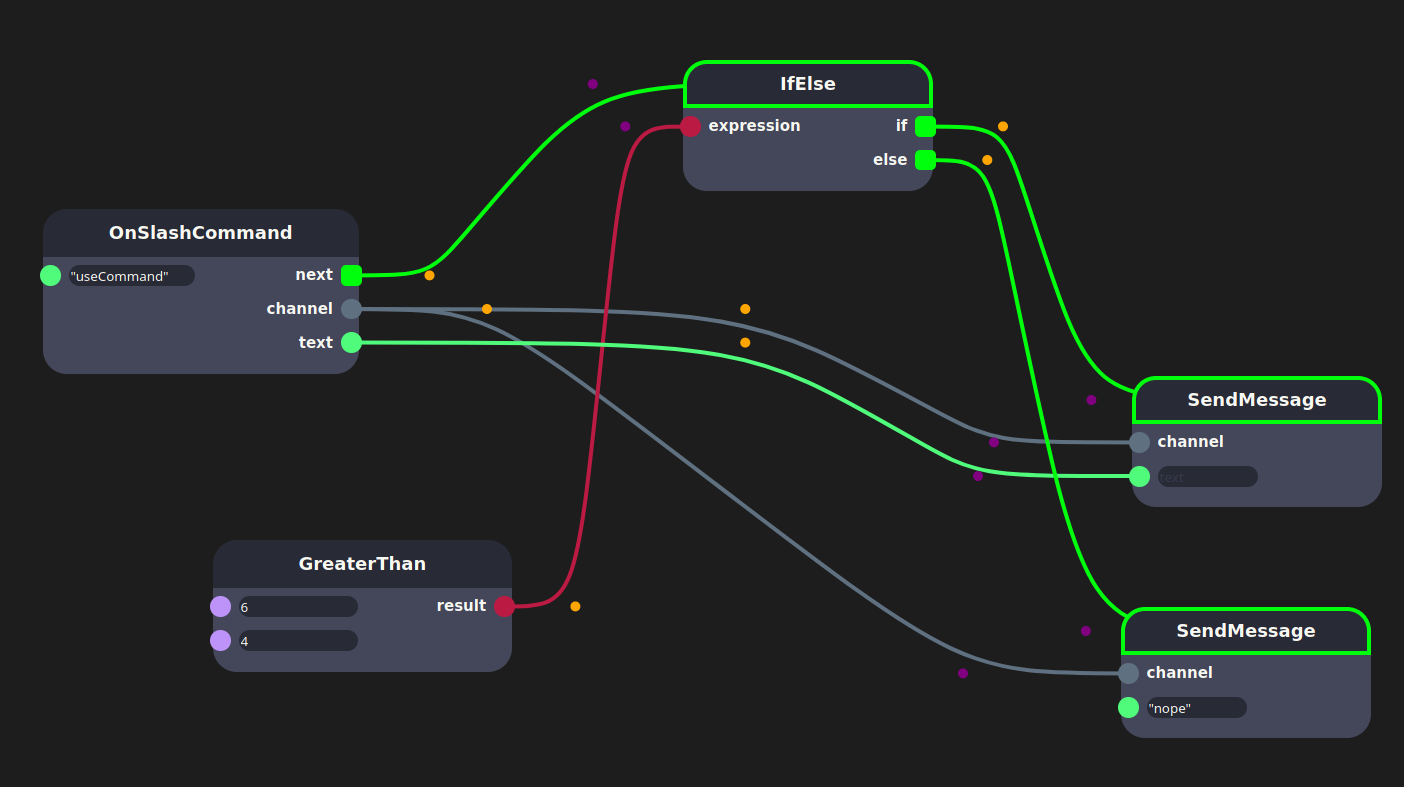 IfElse
expression
if
else
OnSlashCommand
"useCommand"
next
channel
text
SendMessage
channel
text
GreaterThan
6
result
4
SendMessage
channel
"nope"